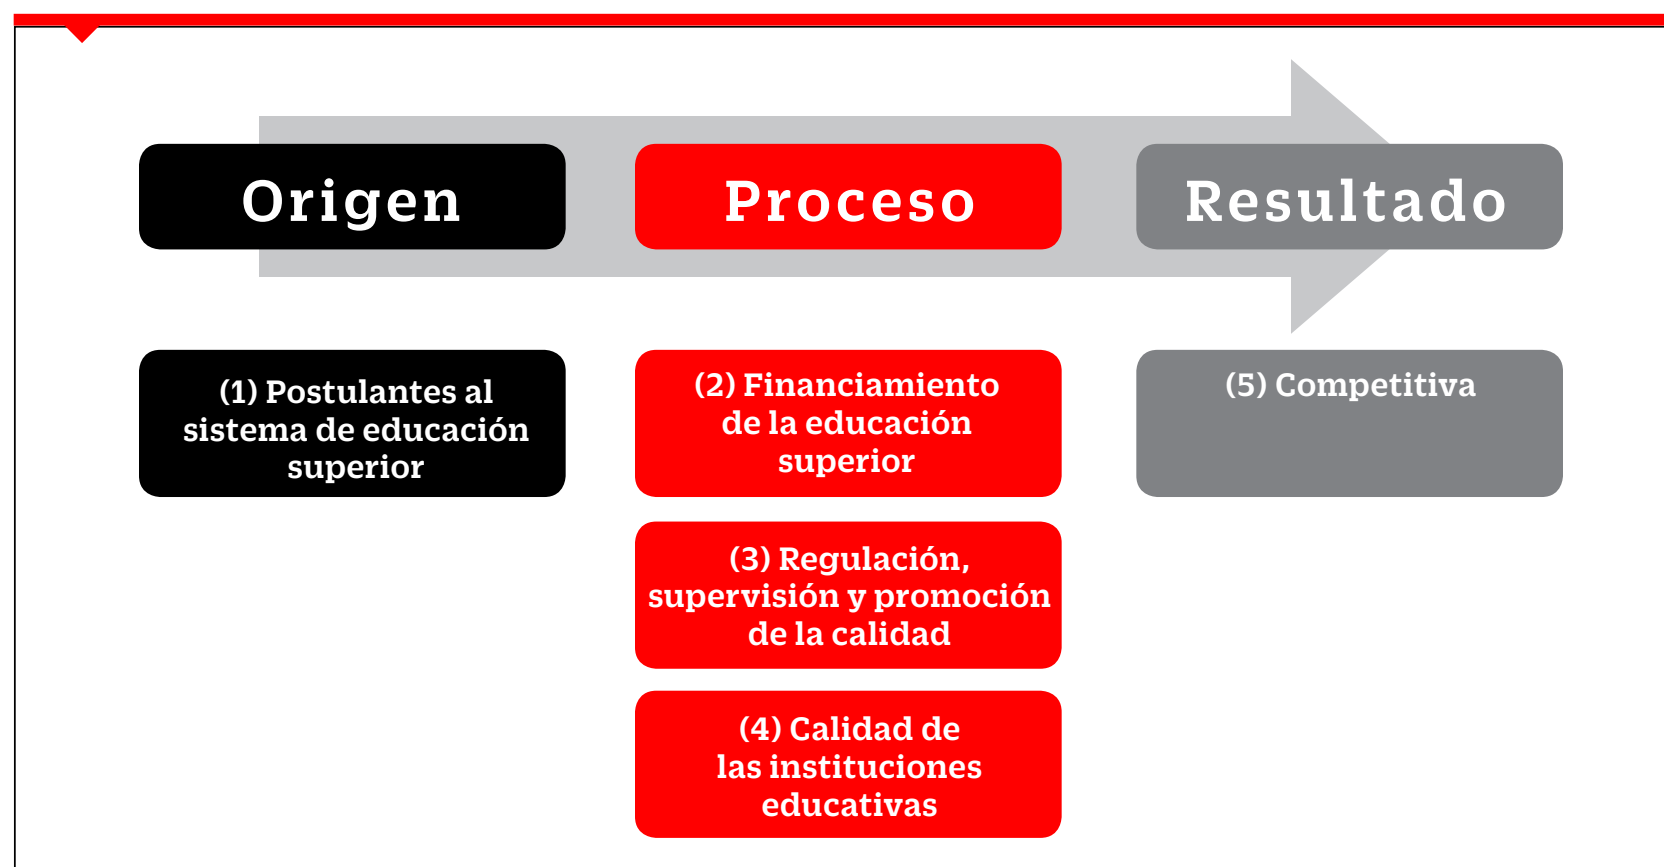 Origen
Proceso
Resultado
(1) Postulantes al
sistema de educación
superior
(2) Financiamiento
de la educación
superior
(3) Regulación,
supervisión y promoción
de la calidad
(4) Calidad de
las instituciones
educativas
(5) Competitiva